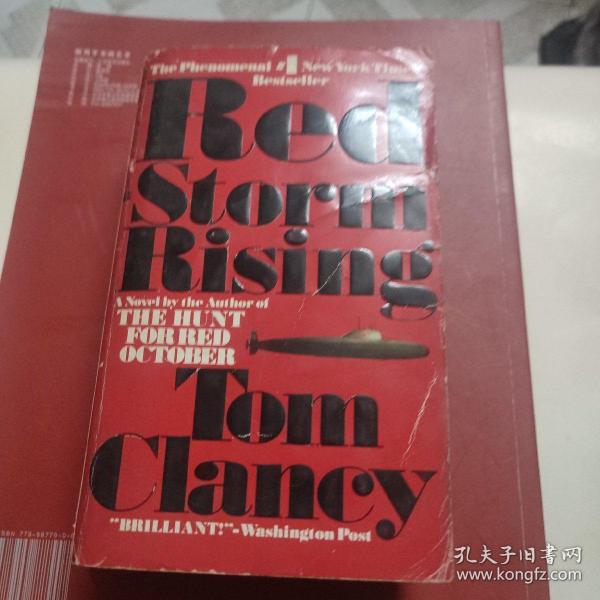 The Phenomenal #1 New York Times
Bestseller
Red
Storm
Rising
A Novel by the Author of
THE HUNT
FOR RED
OCTOBER
Tom
Clancy
"BRILLIANT!"-Washington Post
孔夫子旧书网
www.kongfz.com